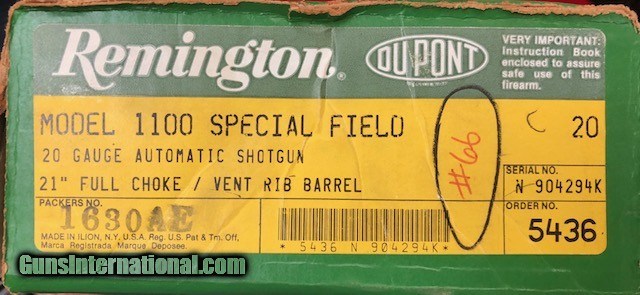 Remington®
DU PONT
VERY IMPORTANT:
Instruction Book
enclosed to assure
safe use of this
firearm.
MODEL 1100 SPECIAL FIELD
C 20
20 GAUGE AUTOMATIC SHOTGUN
#66
21" FULL CHOKE / VENT RIB BARREL
SERIAL NO.
N 904294K
PACKERS NO.
1630AE
ORDER NO.
5436
MADE IN ILION, N.Y. U.S.A. Reg. U.S. Pat & Tm. Off,
Marca Registrada. Marque Deposee.
* 5436 N 904294K *
GunsInternational.com